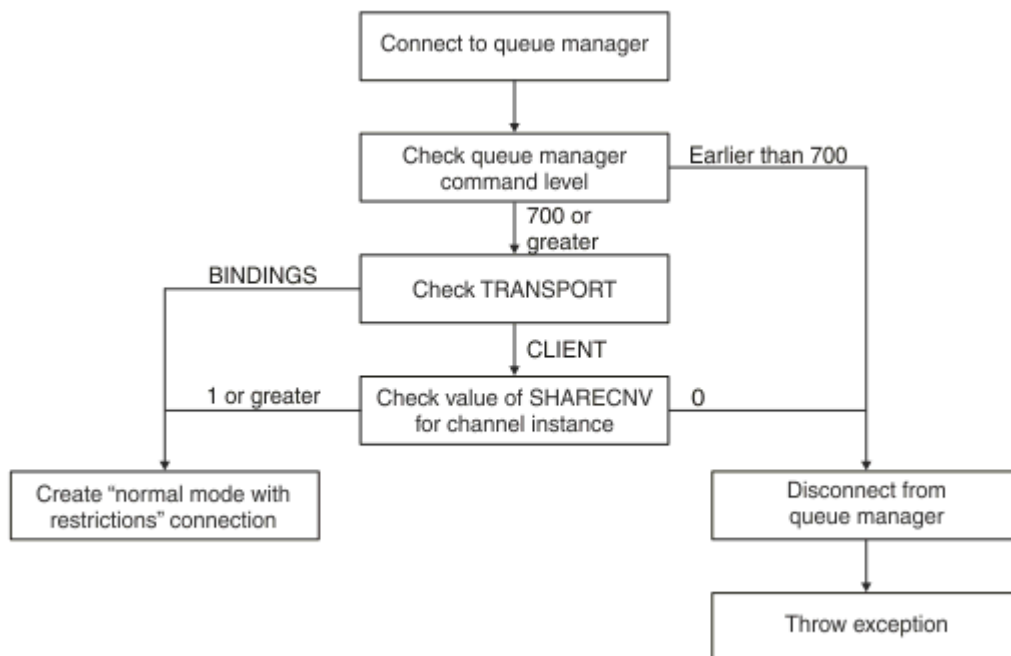 Connect to queue manager
Check queue manager
command level
Earlier than 700
700 or
greater
BINDINGS
Check TRANSPORT
CLIENT
1 or greater
Check value of SHARECNV
for channel instance
0
Create “normal mode with
restrictions” connection
Disconnect from
queue manager
Throw exception